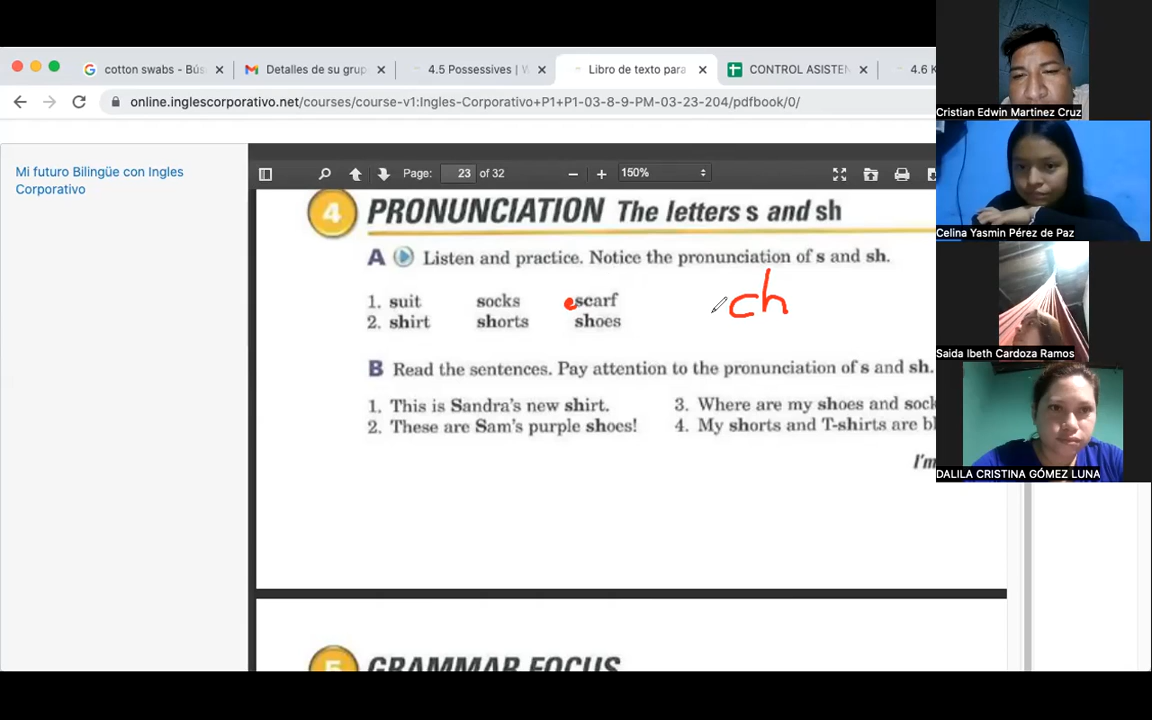 cotton swabs - Bús
Detalles de su grup
4.5 Possessives | W
Libro de texto para
CONTROL ASISTEN
4.6 K
online.inglescorporativo.net/courses/course-v1:Ingles-Corporativo+P1+P1-03-8-9-PM-03-23-204/pdfbook/0/
Cristian Edwin Martinez Cruz
Mi futuro Bilingüe con Ingles
Corporativo
Page: 23 of 32
150%
4 PRONUNCIATION The letters s and sh
Celina Yasmin Pérez de Paz
A Listen and practice. Notice the pronunciation of s and sh.
1. suit socks escarf
2. shirt shorts shoes
ch
Saida Ibeth Cardoza Ramos
B Read the sentences. Pay attention to the pronunciation of s and sh.
1. This is Sandra's new shirt.
2. These are Sam's purple shoes!
3. Where are my shoes and sock
4. My shorts and T-shirts are bl
I'm
DALILA CRISTINA GÓMEZ LUNA
5 GRAMMAR FOCUS